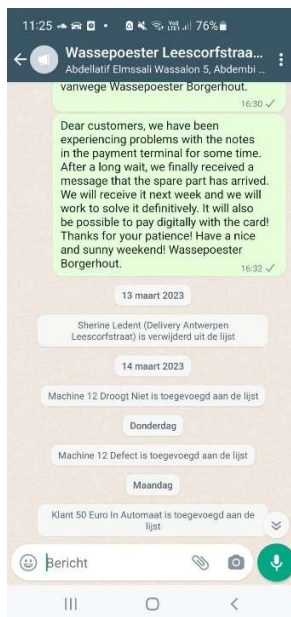 11:25 76%
Wassepoester Leescorfstraa...
Abdellatif Elmssali Wassalon 5, Abdembi ...
vanwege Wassepoester Borgerhout.
16:30
Dear customers, we have been
experiencing problems with the notes
in the payment terminal for some time.
After a long wait, we finally received a
message that the spare part has arrived.
We will receive it next week and we will
work to solve it definitively. It will also
be possible to pay digitally with the card!
Thanks for your patience! Have a nice
and sunny weekend! Wassepoester
Borgerhout.
16:32
13 maart 2023
Sherine Ledent (Delivery Antwerpen
Leescorfstraat) is verwijderd uit de lijst
14 maart 2023
Machine 12 Droogt Niet is toegevoegd aan de lijst
Donderdag
Machine 12 Defect is toegevoegd aan de lijst
Maandag
Klant 50 Euro In Automaat is toegevoegd aan de
lijst
Bericht